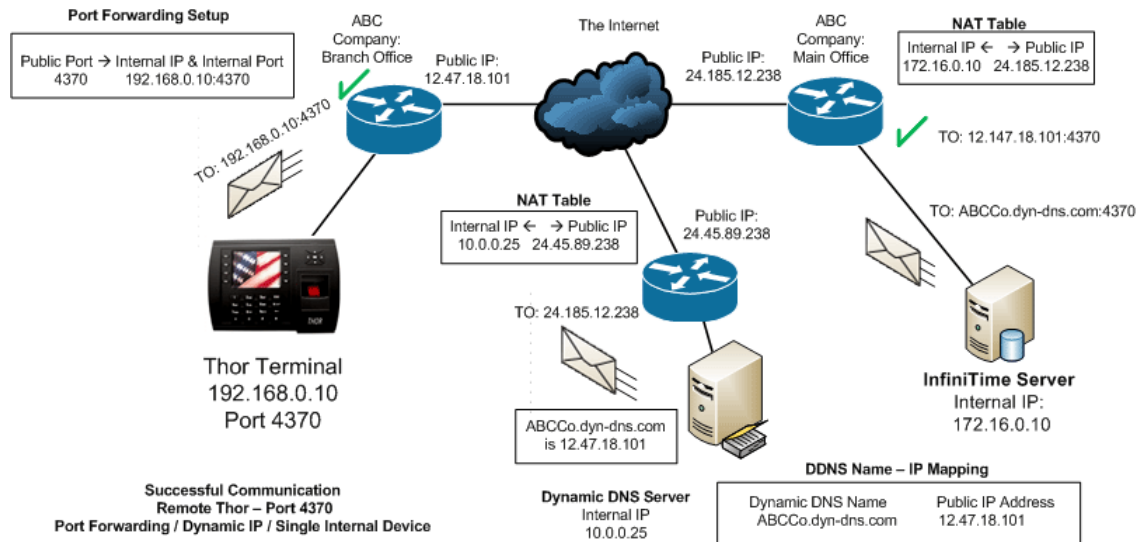 Port Forwarding Setup
Public Port → Internal IP & Internal Port
4370 192.168.0.10:4370
ABC
Company:
Branch Office
Public IP:
12.47.18.101
The Internet
Public IP:
24.185.12.238
ABC
Company:
Main Office
NAT Table
Internal IP ← → Public IP
172.16.0.10 24.185.12.238
TO: 192.168.0.10:4370
TO: 12.147.18.101:4370
TO: ABCCo.dyn-dns.com:4370
NAT Table
Internal IP ← → Public IP
10.0.0.25 24.45.89.238
Public IP:
24.45.89.238
TO: 24.185.12.238
THOR
Thor Terminal
192.168.0.10
Port 4370
ABCCo.dyn-dns.com
is 12.47.18.101
InfiniTime Server
Internal IP:
172.16.0.10
Successful Communication
Remote Thor – Port 4370
Port Forwarding / Dynamic IP / Single Internal Device
Dynamic DNS Server
Internal IP
10.0.0.25
DDNS Name – IP Mapping
Dynamic DNS Name Public IP Address
ABCCo.dyn-dns.com 12.47.18.101